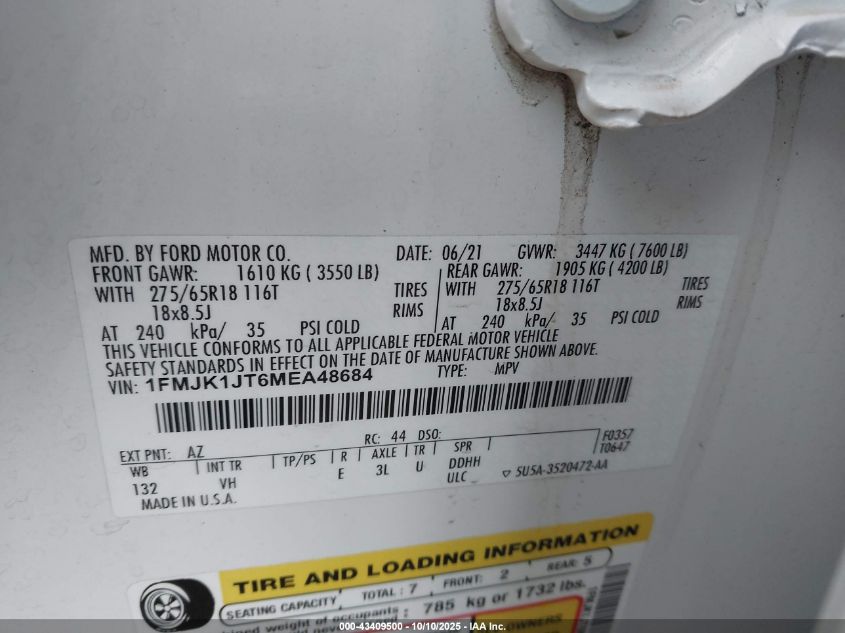 MFD. BY FORD MOTOR CO. DATE: 06/21 GVWR: 3447 KG ( 7600 LB)
FRONT GAWR: 1610 KG ( 3550 LB) REAR GAWR: 1905 KG ( 4200 LB)
WITH 275/65R18 116T TIRES WITH 275/65R18 116T TIRES
18x8.5J RIMS 18x8.5J RIMS
AT 240 kPa/ 35 PSI COLD AT 240 kPa/ 35 PSI COLD
THIS VEHICLE CONFORMS TO ALL APPLICABLE FEDERAL MOTOR VEHICLE
SAFETY STANDARDS IN EFFECT ON THE DATE OF MANUFACTURE SHOWN ABOVE.
VIN: 1FMJK1JT6MEA48684 TYPE: MPV
EXT PNT: AZ RC: 44 DSO: F0357
WB INT TR TP/PS R AXLE TR SPR T0647
132 VH E 3L U DDHH
ULC 5U5A-3520472-AA
MADE IN U.S.A.
TIRE AND LOADING INFORMATION
SEATING CAPACITY TOTAL : 7 FRONT: 2 REAR: 5
weight of occupants : 785 kg or 1732 lbs.
OWNERS
000-43409500 - 10/10/2025 - IAA Inc.